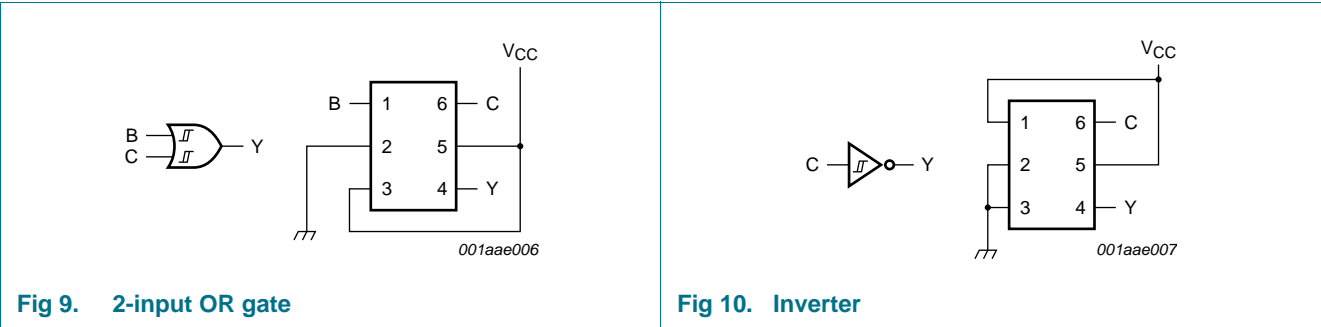 VCC
B 1 6 C
B
C
Y
2 5
3 4 Y
001aae006
Fig 9. 2-input OR gate
VCC
1 6 C
C Y
2 5
3 4 Y
001aae007
Fig 10. Inverter